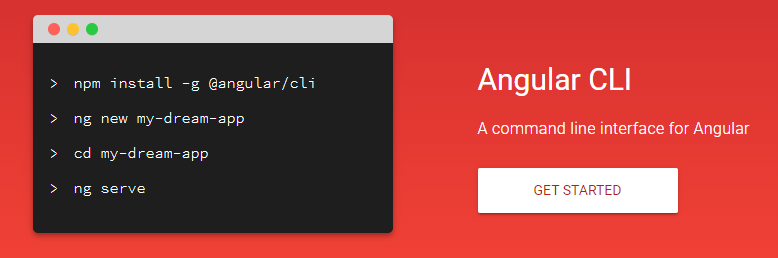 > npm install -g @angular/cli
> ng new my-dream-app
> cd my-dream-app
> ng serve
Angular CLI
A command line interface for Angular
GET STARTED